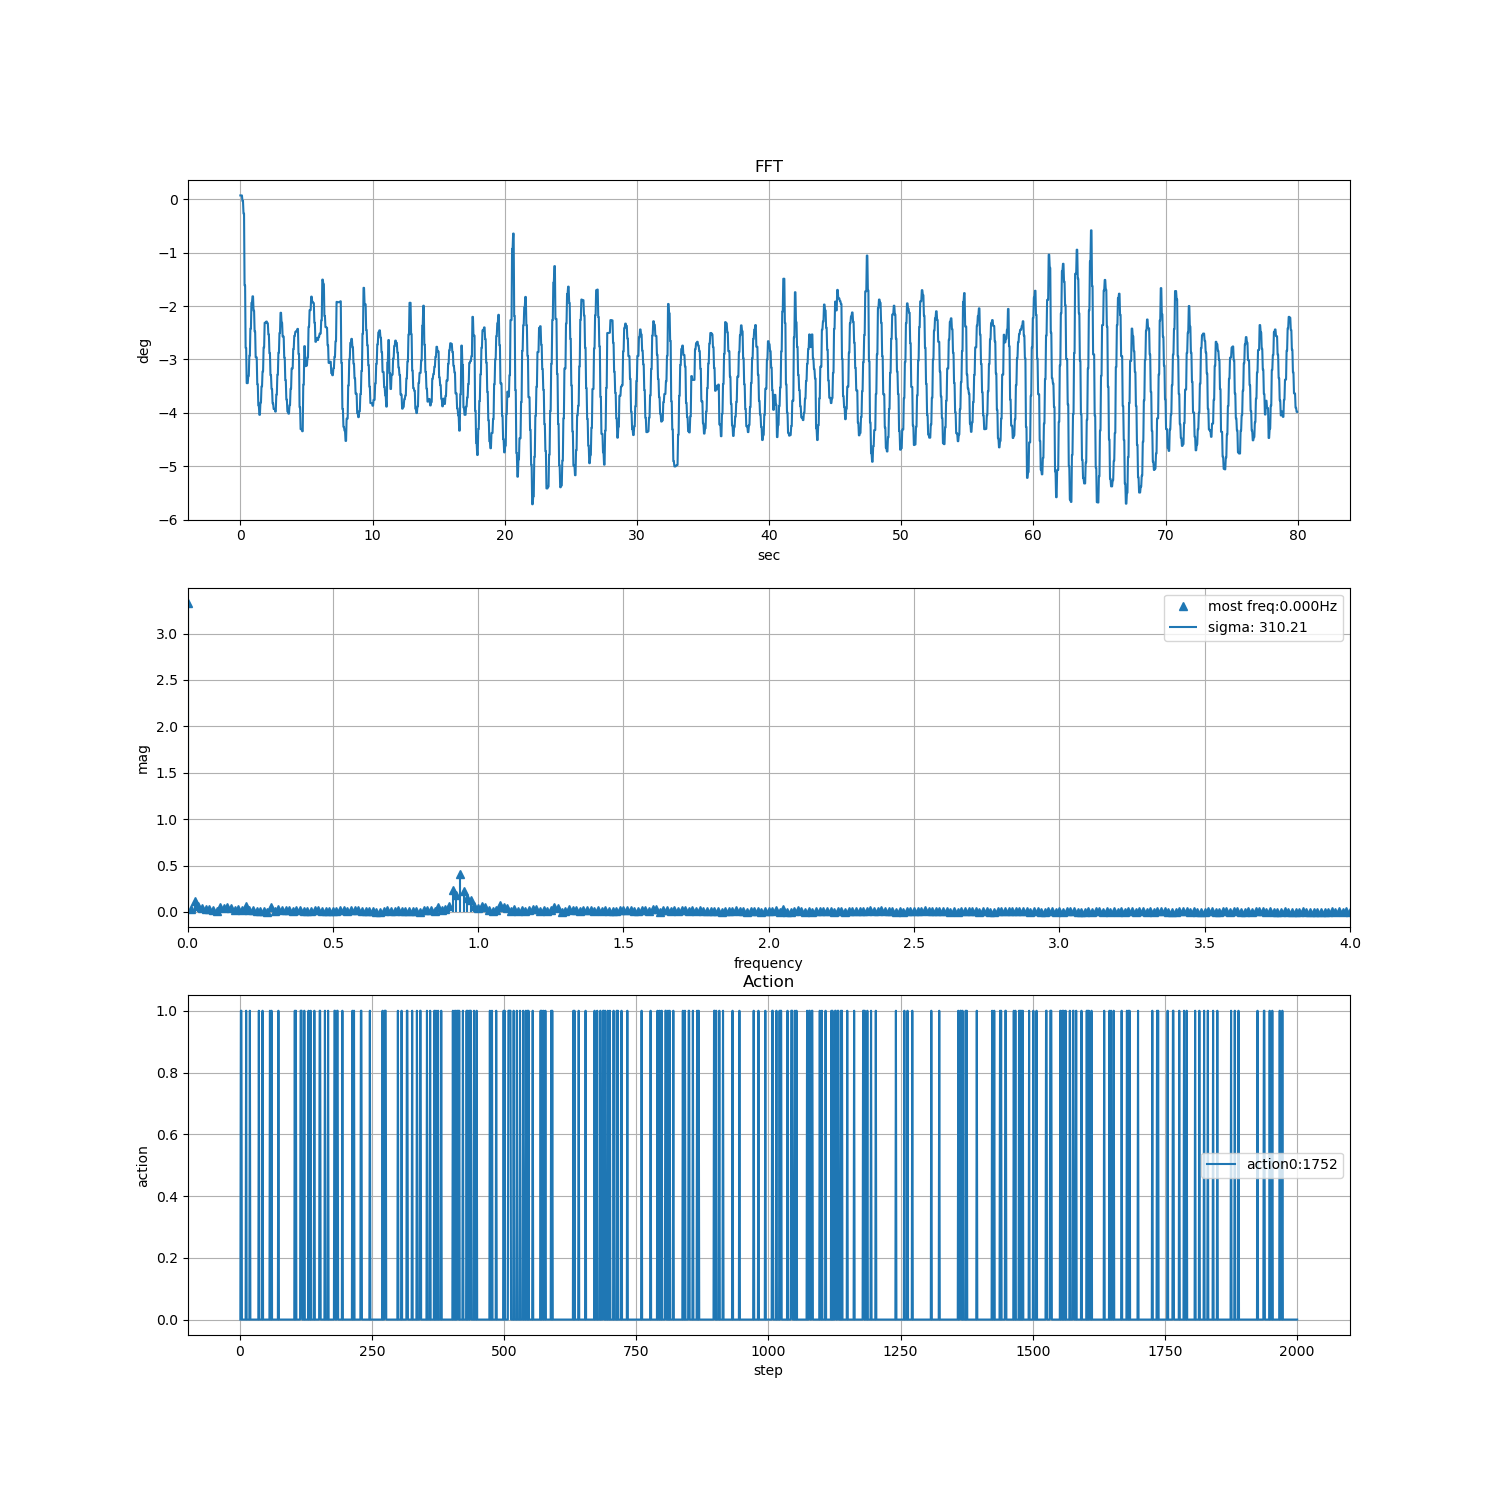 FFT
0
−1
−2
−3
−4
−5
−6
deg
0 10 20 30 40 50 60 70 80
sec
most freq:0.000Hz
sigma: 310.21
3.0
2.5
2.0
1.5
1.0
0.5
0.0
mag
0.0 0.5 1.0 1.5 2.0 2.5 3.0 3.5 4.0
frequency
Action
1.0
0.8
0.6
0.4
0.2
0.0
action
action0:1752
0 250 500 750 1000 1250 1500 1750 2000
step